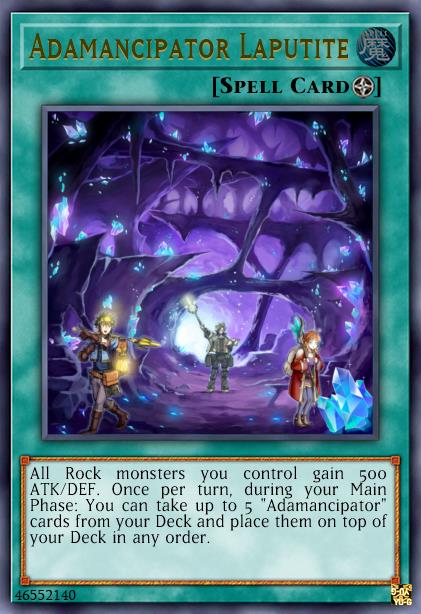 ADAMANCIPATOR LAPUTITE 魔
[SPELL CARD]
All Rock monsters you control gain 500
ATK/DEF. Once per turn, during your Main
Phase: You can take up to 5 "Adamancipator"
cards from your Deck and place them on top of
your Deck in any order.
46552140